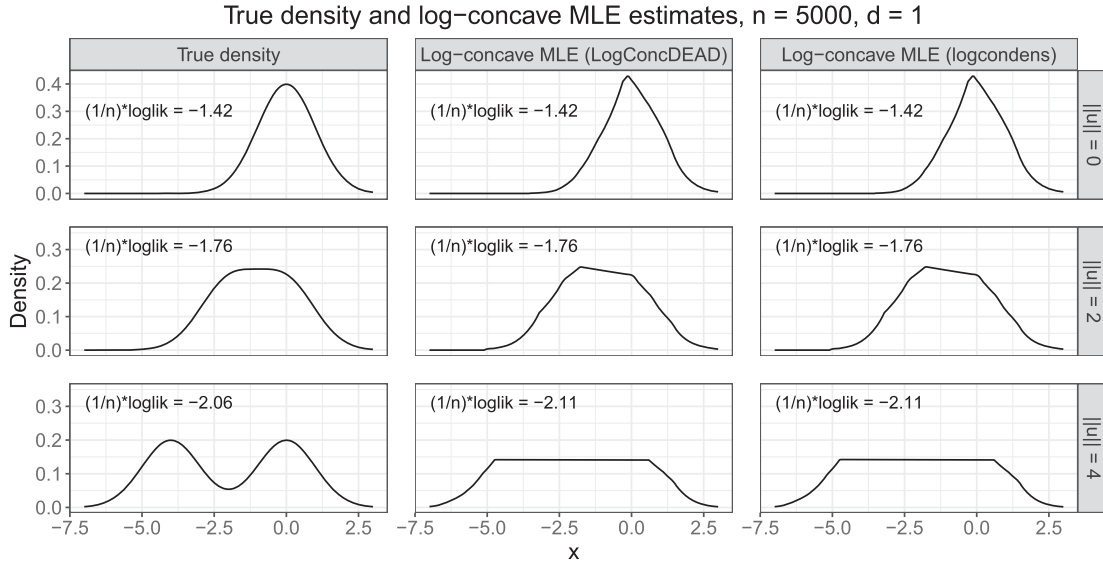 True density and log−concave MLE estimates, n = 5000, d = 1
True density
Log−concave MLE (LogConcDEAD)
Log−concave MLE (logcondens)
0.4
0.3
0.2
0.1
0.0
(1/n)*loglik = −1.42
(1/n)*loglik = −1.42
(1/n)*loglik = −1.42
||u|| = 0
0.3
0.2
0.1
0.0
(1/n)*loglik = −1.76
(1/n)*loglik = −1.76
(1/n)*loglik = −1.76
||u|| = 2
Density
0.3
0.2
0.1
0.0
(1/n)*loglik = −2.06
(1/n)*loglik = −2.11
(1/n)*loglik = −2.11
||u|| = 4
−7.5 −5.0 −2.5 0.0 2.5
−7.5 −5.0 −2.5 0.0 2.5
−7.5 −5.0 −2.5 0.0 2.5
x